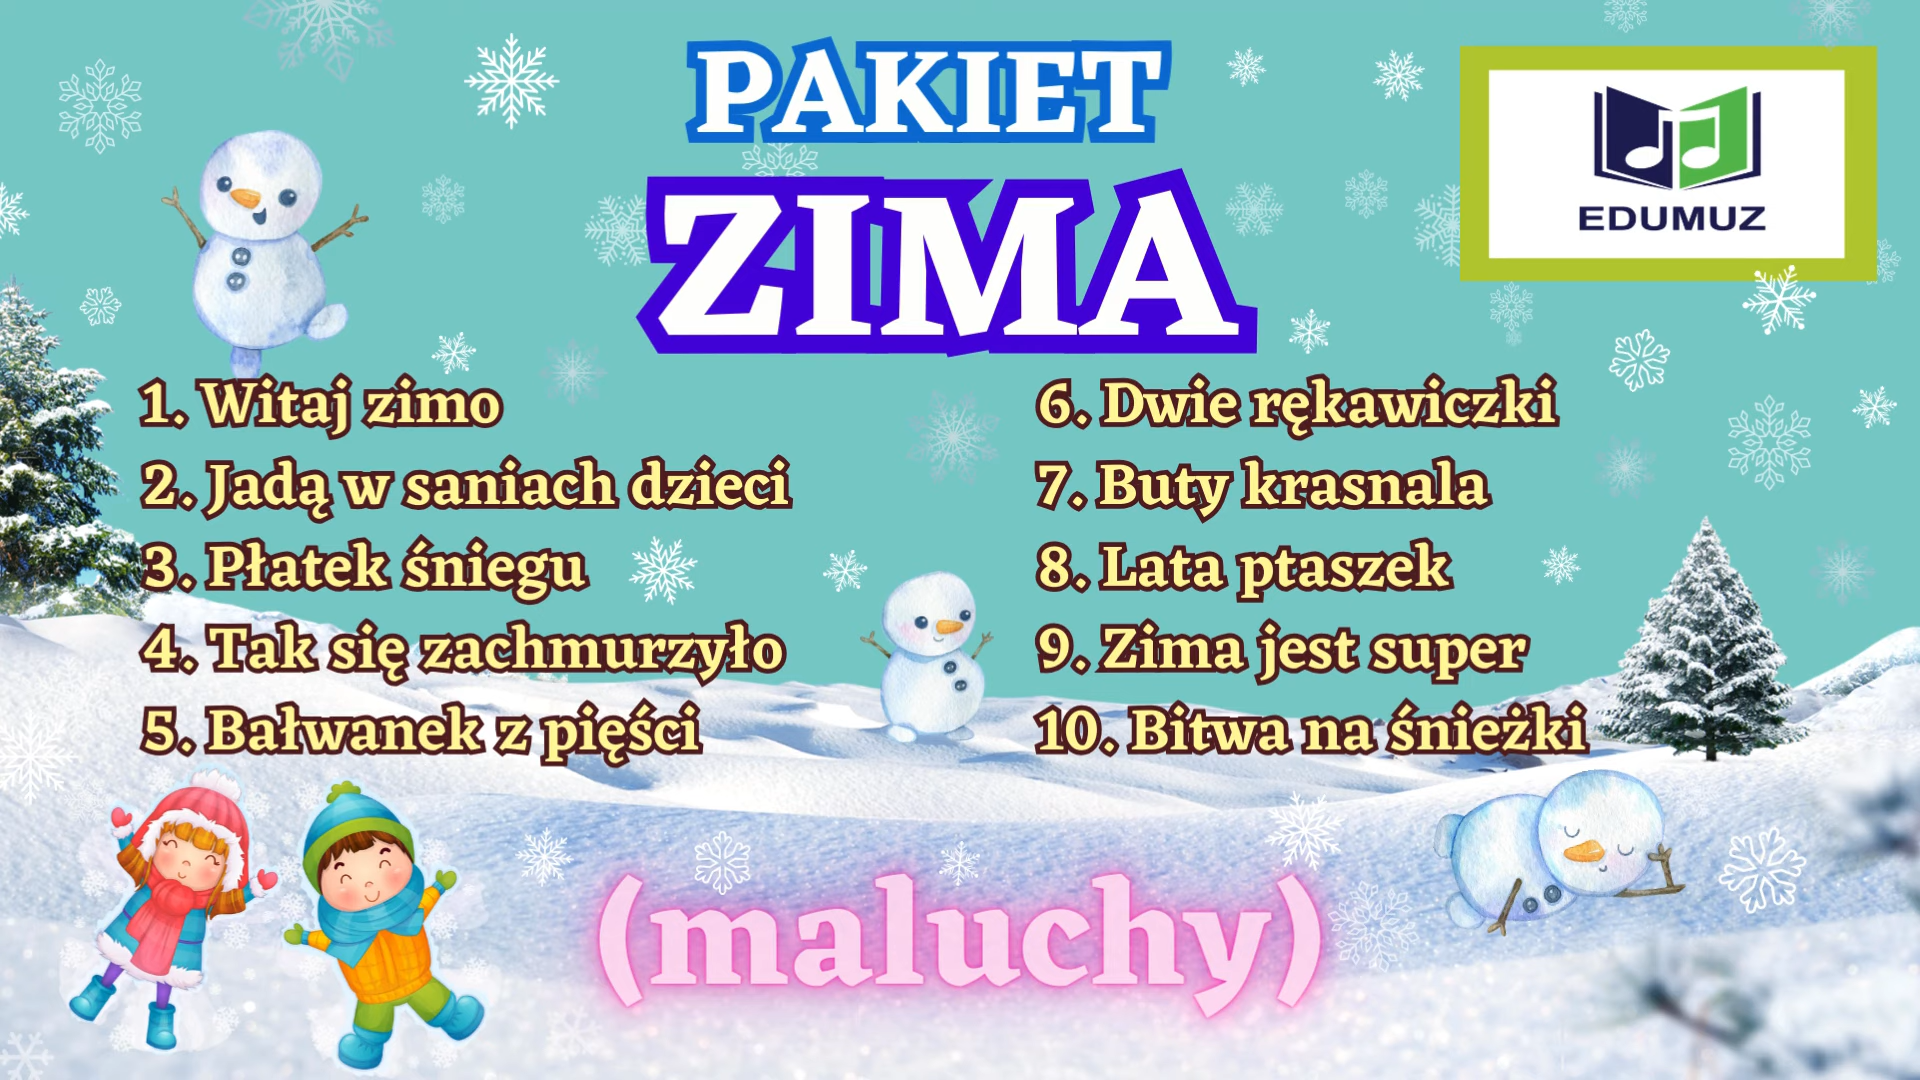 PAKIET
ZIMA
EDUMUZ
1. Witaj zimo
2. Jadą w saniach dzieci
3. Płatek śniegu
4. Tak się zachmurzyło
5. Bałwanek z pięści
6. Dwie rękawiczki
7. Buty krasnala
8. Lata ptaszek
9. Zima jest super
10. Bitwa na śnieżki
(maluchy)